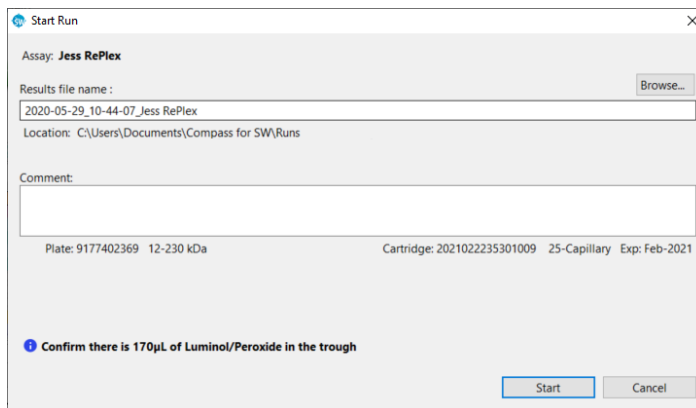 SW Start Run
Assay: Jess RePlex
Results file name :
Browse...
2020-05-29_10-44-07_Jess RePlex
Location: C:\Users\Documents\Compass for SW\Runs
Comment:
Plate: 9177402369 12-230 kDa
Cartridge: 2021022235301009 25-Capillary Exp: Feb-2021
Confirm there is 170µL of Luminol/Peroxide in the trough
Start
Cancel